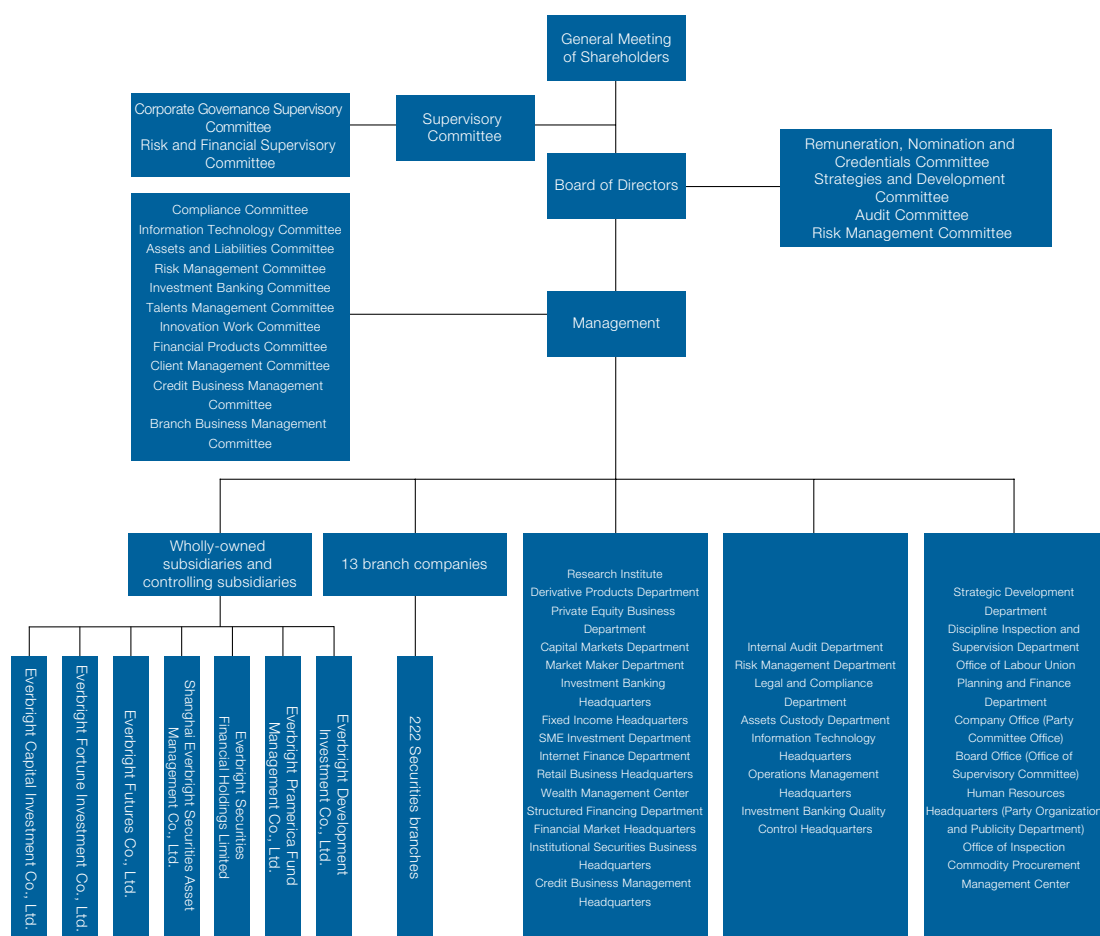 General Meeting
of Shareholders
Corporate Governance Supervisory
Committee
Risk and Financial Supervisory
Committee
Supervisory
Committee
Remuneration, Nomination and
Credentials Committee
Strategies and Development
Committee
Audit Committee
Risk Management Committee
Board of Directors
Compliance Committee
Information Technology Committee
Assets and Liabilities Committee
Risk Management Committee
Investment Banking Committee
Talents Management Committee
Innovation Work Committee
Financial Products Committee
Client Management Committee
Credit Business Management
Committee
Branch Business Management
Committee
Management
Wholly-owned
subsidiaries and
controlling subsidiaries
13 branch companies
Everbright Capital Investment Co., Ltd.
Everbright Fortune Investment Co., Ltd.
Everbright Futures Co., Ltd.
Shanghai Everbright Securities Asset
Management Co., Ltd.
Everbright Securities
Financial Holdings Limited
Everbright Pramerica Fund
Management Co., Ltd.
Everbright Development
Investment Co., Ltd.
222 Securities branches
Research Institute
Derivative Products Department
Private Equity Business
Department
Capital Markets Department
Market Maker Department
Investment Banking
Headquarters
Fixed Income Headquarters
SME Investment Department
Internet Finance Department
Retail Business Headquarters
Wealth Management Center
Structured Financing Department
Financial Market Headquarters
Institutional Securities Business
Headquarters
Credit Business Management
Headquarters
Internal Audit Department
Risk Management Department
Legal and Compliance
Department
Assets Custody Department
Information Technology
Headquarters
Operations Management
Headquarters
Investment Banking Quality
Control Headquarters
Strategic Development
Department
Discipline Inspection and
Supervision Department
Office of Labour Union
Planning and Finance
Department
Company Office (Party
Committee Office)
Board Office (Office of
Supervisory Committee)
Human Resources
Headquarters (Party Organization
and Publicity Department)
Office of Inspection
Commodity Procurement
Management Center